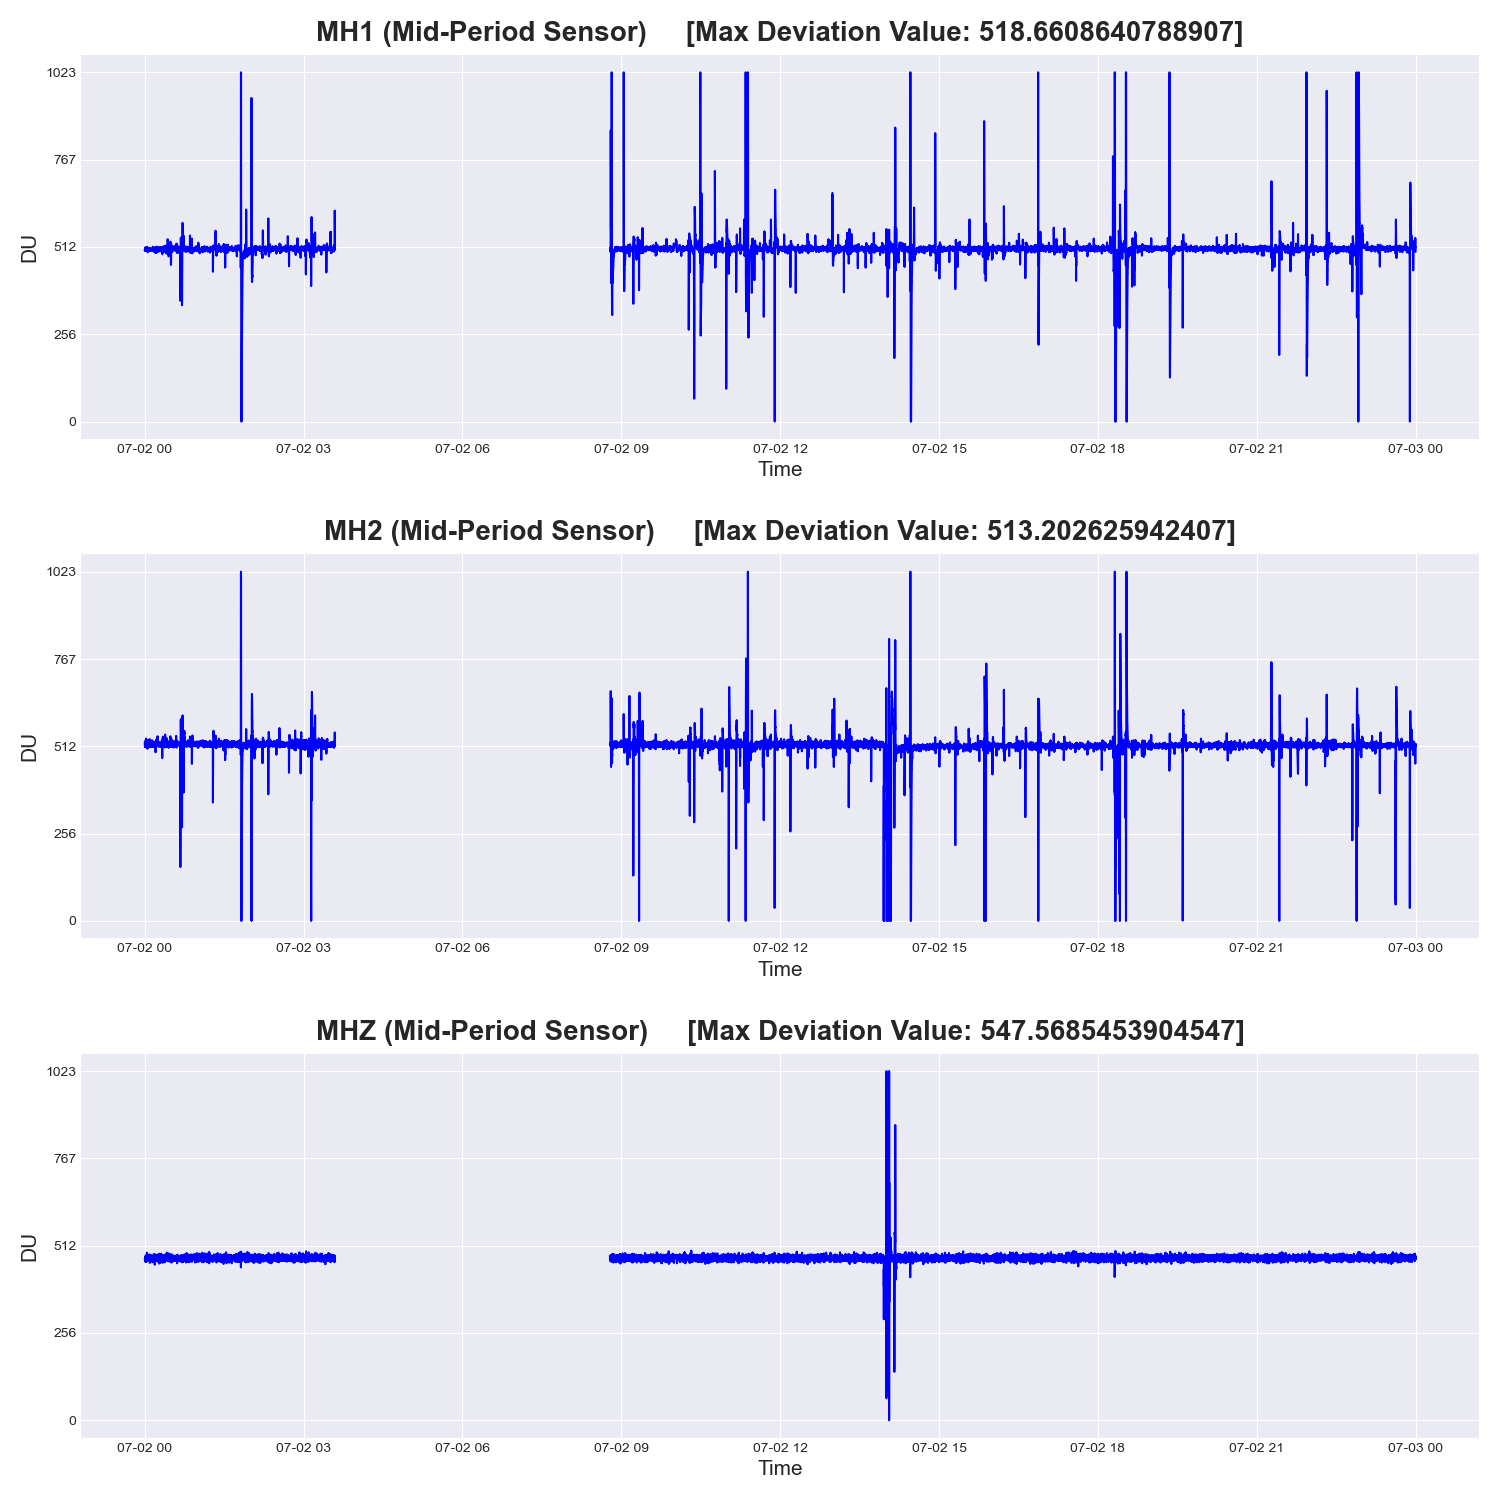 MH1 (Mid-Period Sensor) [Max Deviation Value: 518.6608640788907]
1023
767
512
256
0
DU
07-02 00 07-02 03 07-02 06 07-02 09 07-02 12 07-02 15 07-02 18 07-02 21 07-03 00
Time
MH2 (Mid-Period Sensor) [Max Deviation Value: 513.202625942407]
1023
767
512
256
0
DU
07-02 00 07-02 03 07-02 06 07-02 09 07-02 12 07-02 15 07-02 18 07-02 21 07-03 00
Time
MHZ (Mid-Period Sensor) [Max Deviation Value: 547.5685453904547]
1023
767
512
256
0
DU
07-02 00 07-02 03 07-02 06 07-02 09 07-02 12 07-02 15 07-02 18 07-02 21 07-03 00
Time